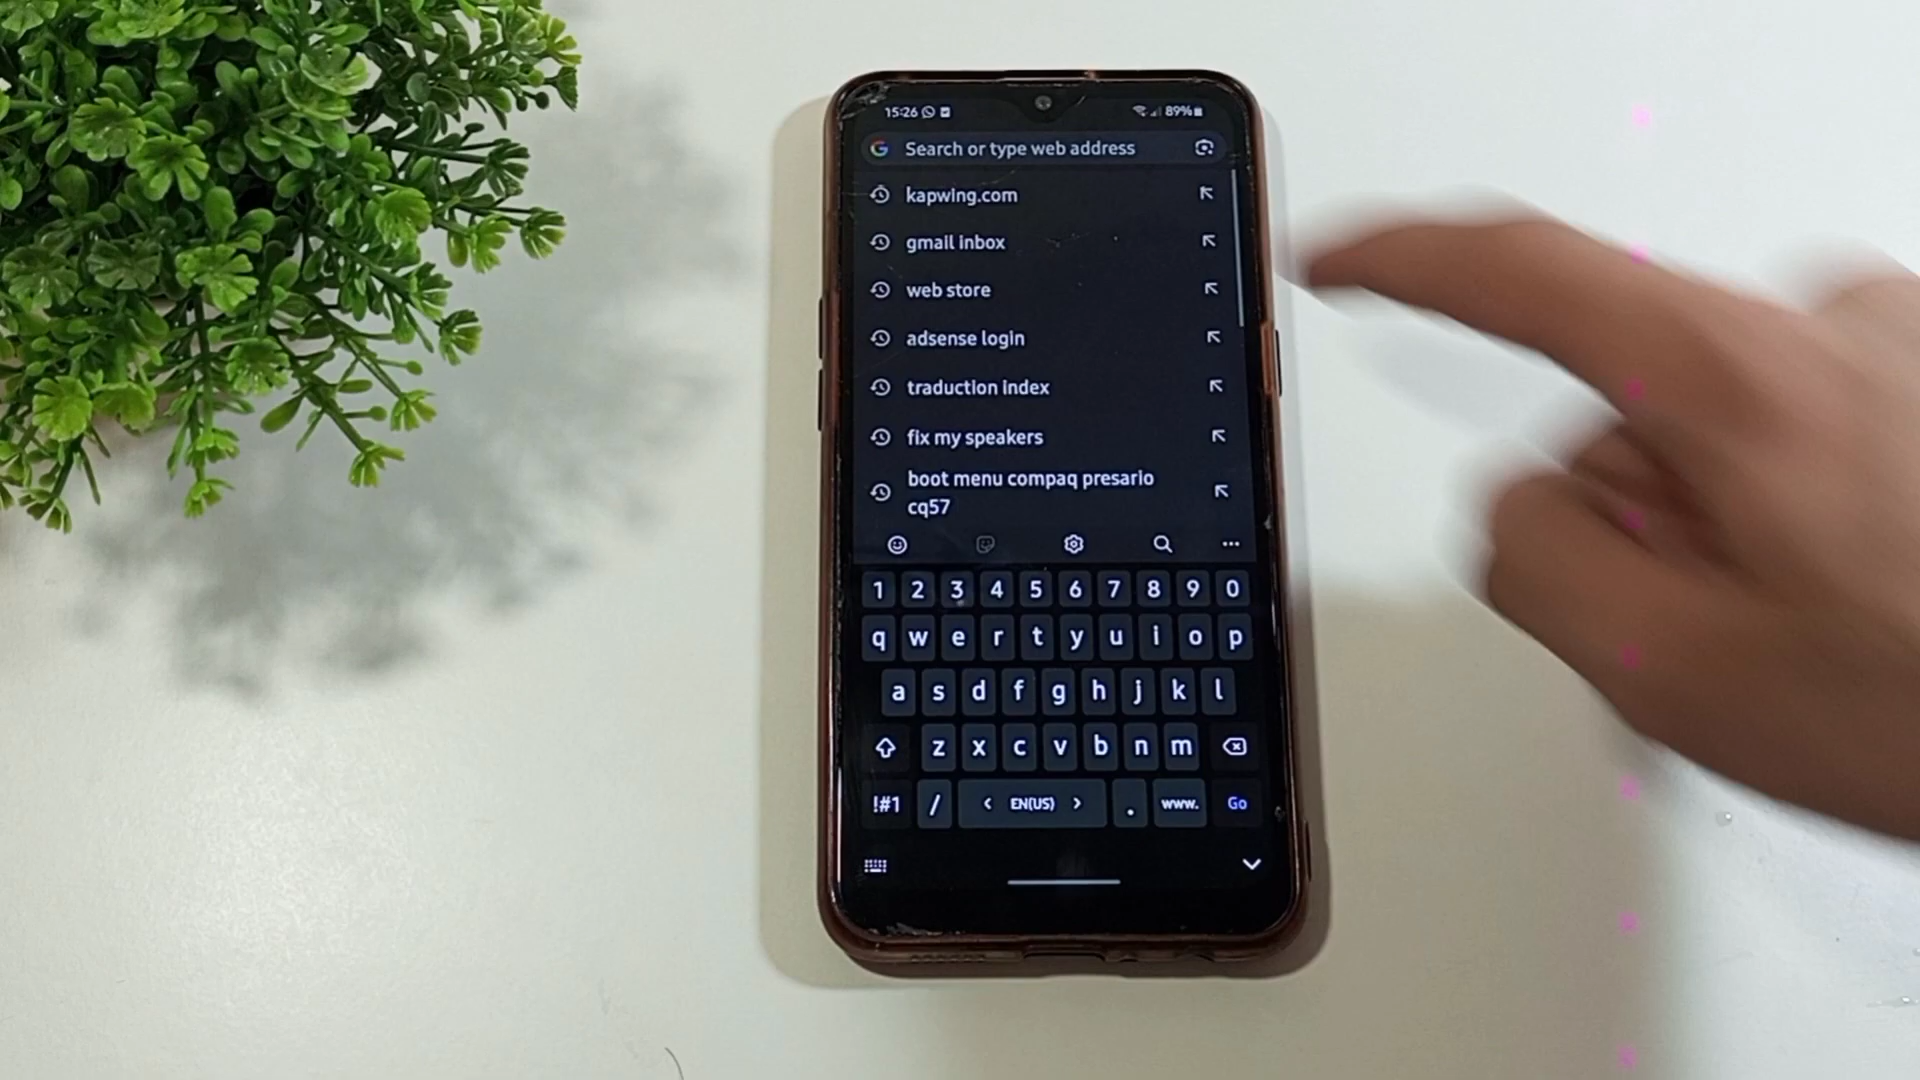 15:26 89%
Search or type web address
kapwing.com
gmail inbox
web store
adsense login
traduction index
fix my speakers
boot menu compaq presario
cq57
1 2 3 4 5 6 7 8 9 0
q w e r t y u i o p
a s d f g h j k l
z x c v b n m
!#1 / < EN(US) > . www. Go